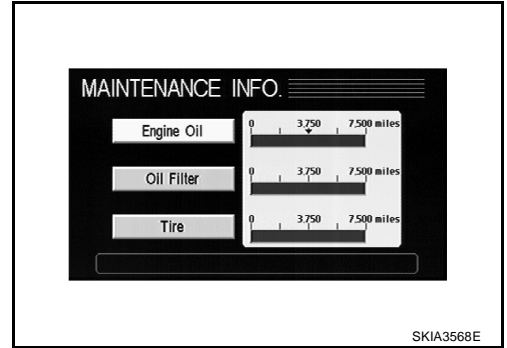 MAINTENANCE INFO.
Engine Oil 0 3,750 7,500 miles
Oil Filter 0 3,750 7,500 miles
Tire 0 3,750 7,500 miles
SKIA3568E